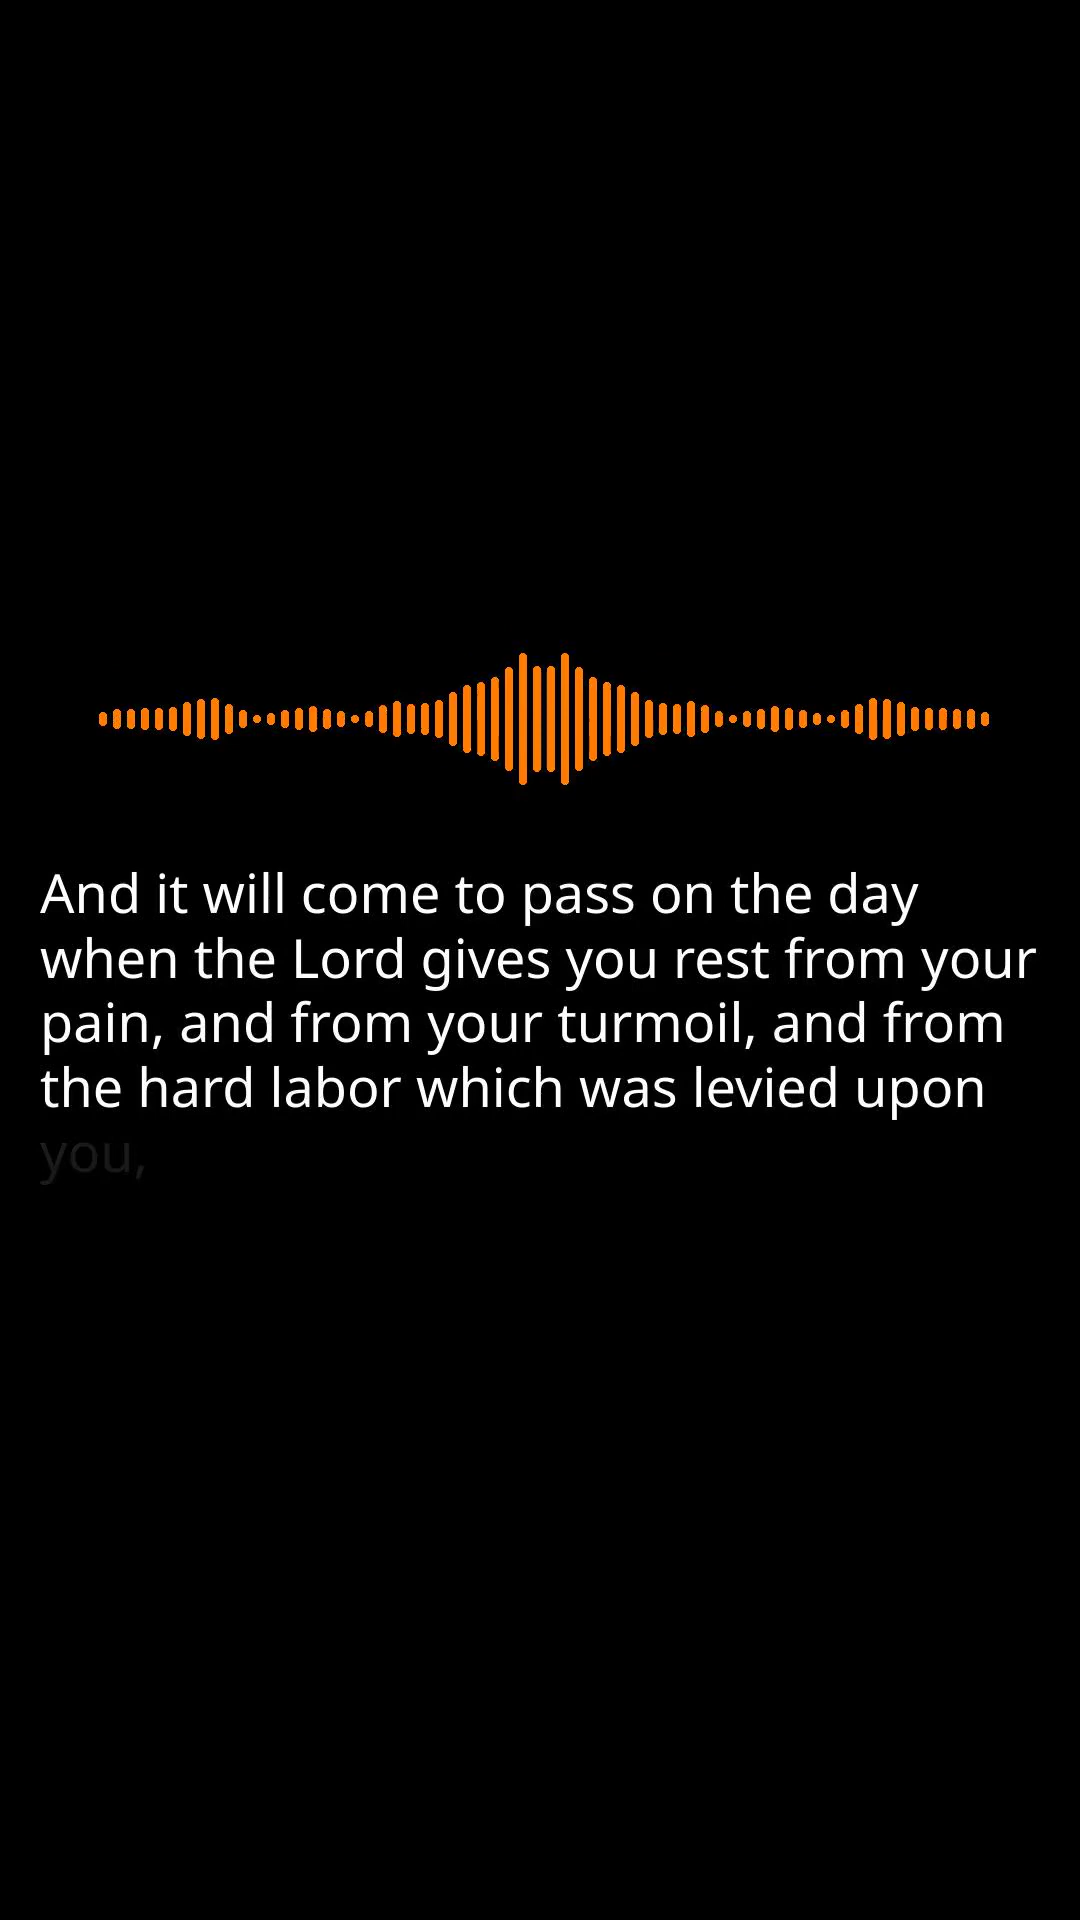 And it will come to pass on the day
when the Lord gives you rest from your
pain, and from your turmoil, and from
the hard labor which was levied upon
you,